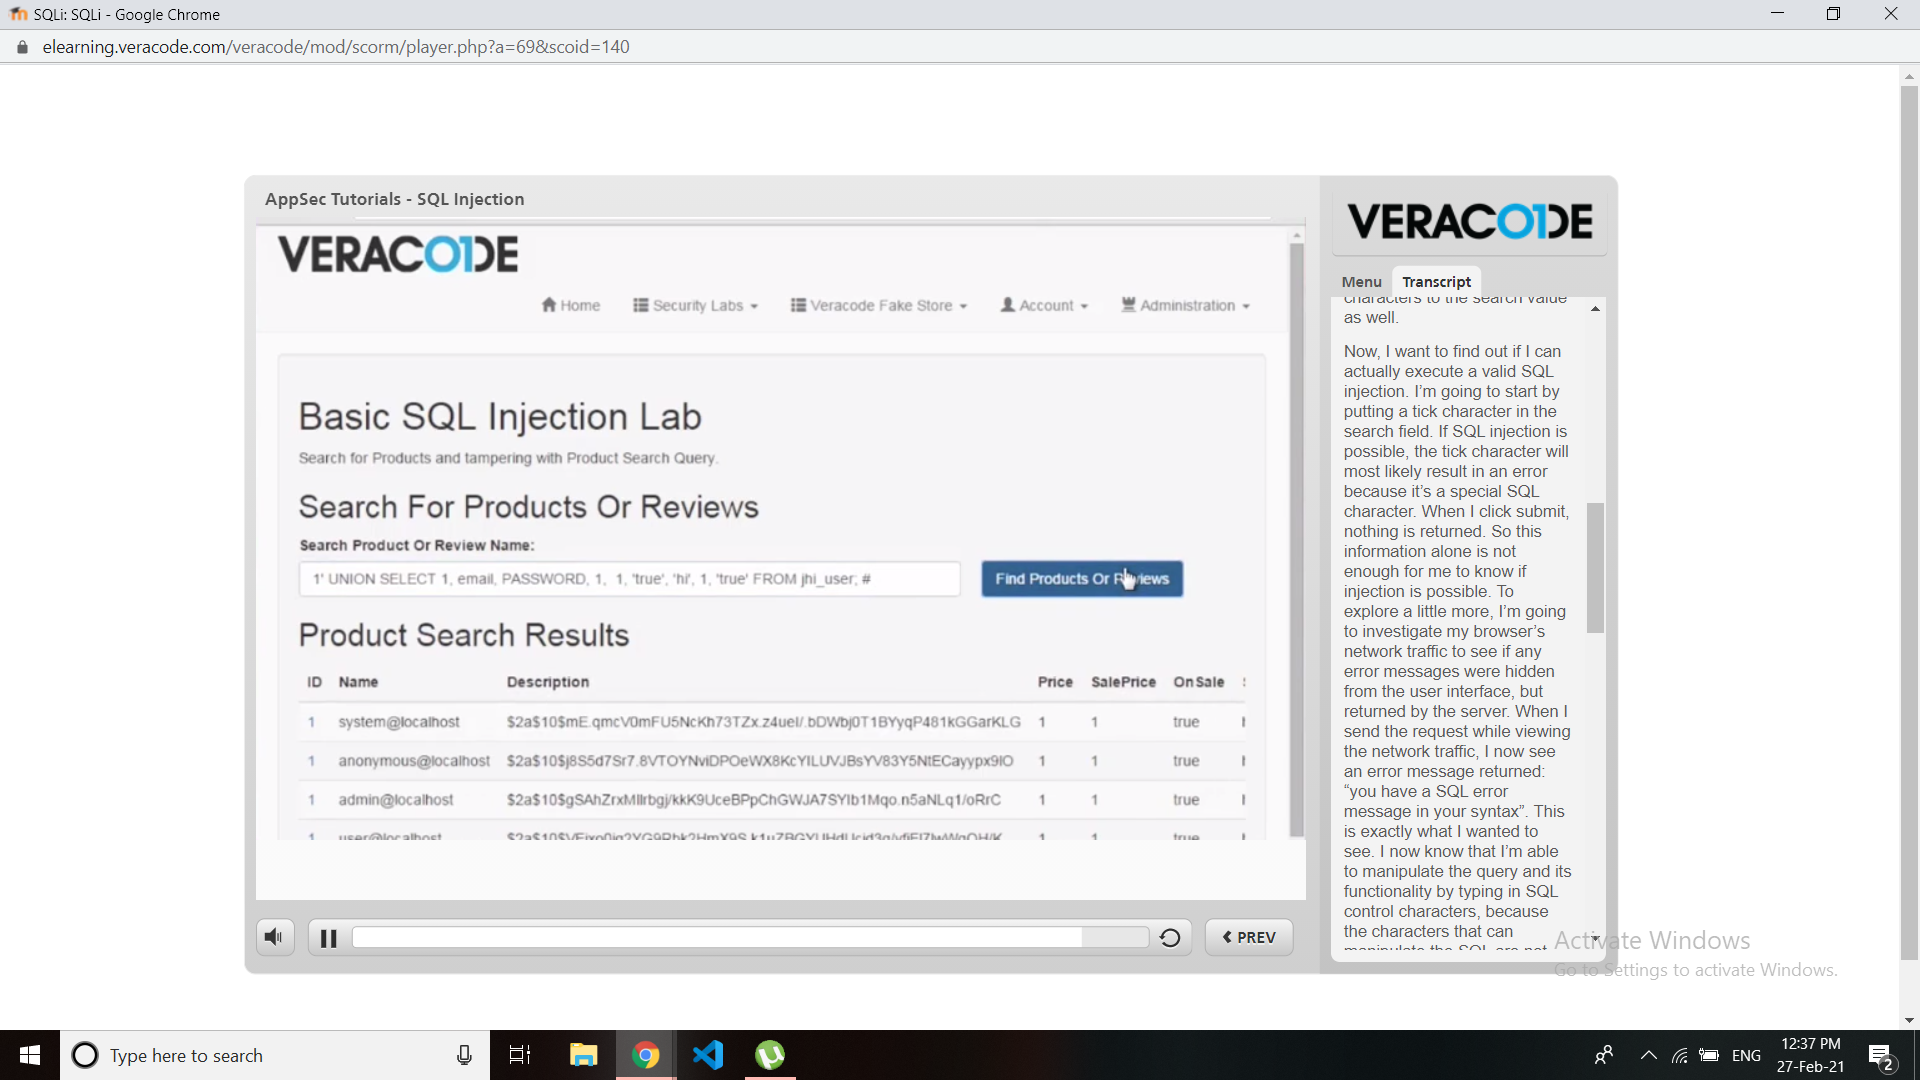 SQLi: SQLi - Google Chrome
elearning.veracode.com/veracode/mod/scorm/player.php?a=69&scoid=140
AppSec Tutorials - SQL Injection
VERACODE
Home
Security Labs
Veracode Fake Store
Account
Administration
Basic SQL Injection Lab
Search for Products and tampering with Product Search Query.
Search For Products Or Reviews
Search Product Or Review Name:
1' UNION SELECT 1, email, PASSWORD, 1, 1, 'true', 'hi', 1, 'true' FROM jhi_user; #
Find Products Or Reviews
Product Search Results
ID Name Description Price SalePrice OnSale
1 system@localhost $2a$10$mE.qmcV0mFU5NcKh73TZx.z4ueI/.bDWbj0T1BYyqP481kGGarKLG 1 1 true
1 anonymous@localhost $2a$10$j8S5d7Sr7.8VTOYNviDPOeWX8KcYILUVJBsYV83Y5NtECayypx9lO 1 1 true
1 admin@localhost $2a$10$gSAhZrxMllrbgj/kkK9UceBPpChGWJA7SYIb1Mqo.n5aNLq1/oRrC 1 1 true
1 user@localhost 1 1 true
PREV
VERACODE
Menu
Transcript
characters to the search value
as well.
Now, I want to find out if I can
actually execute a valid SQL
injection. I'm going to start by
putting a tick character in the
search field. If SQL injection is
possible, the tick character will
most likely result in an error
because it's a special SQL
character. When I click submit,
nothing is returned. So this
information alone is not
enough for me to know if
injection is possible. To
explore a little more, I'm going
to investigate my browser's
network traffic to see if any
error messages were hidden
from the user interface, but
returned by the server. When I
send the request while viewing
the network traffic, I now see
an error message returned:
“you have a SQL error
message in your syntax”. This
is exactly what I wanted to
see. I now know that I'm able
to manipulate the query and its
functionality by typing in SQL
control characters, because
the characters that can
manipulate the SQL are not
Activate Windows
Go to Settings to activate Windows.
Type here to search
ENG
12:37 PM
27-Feb-21
2